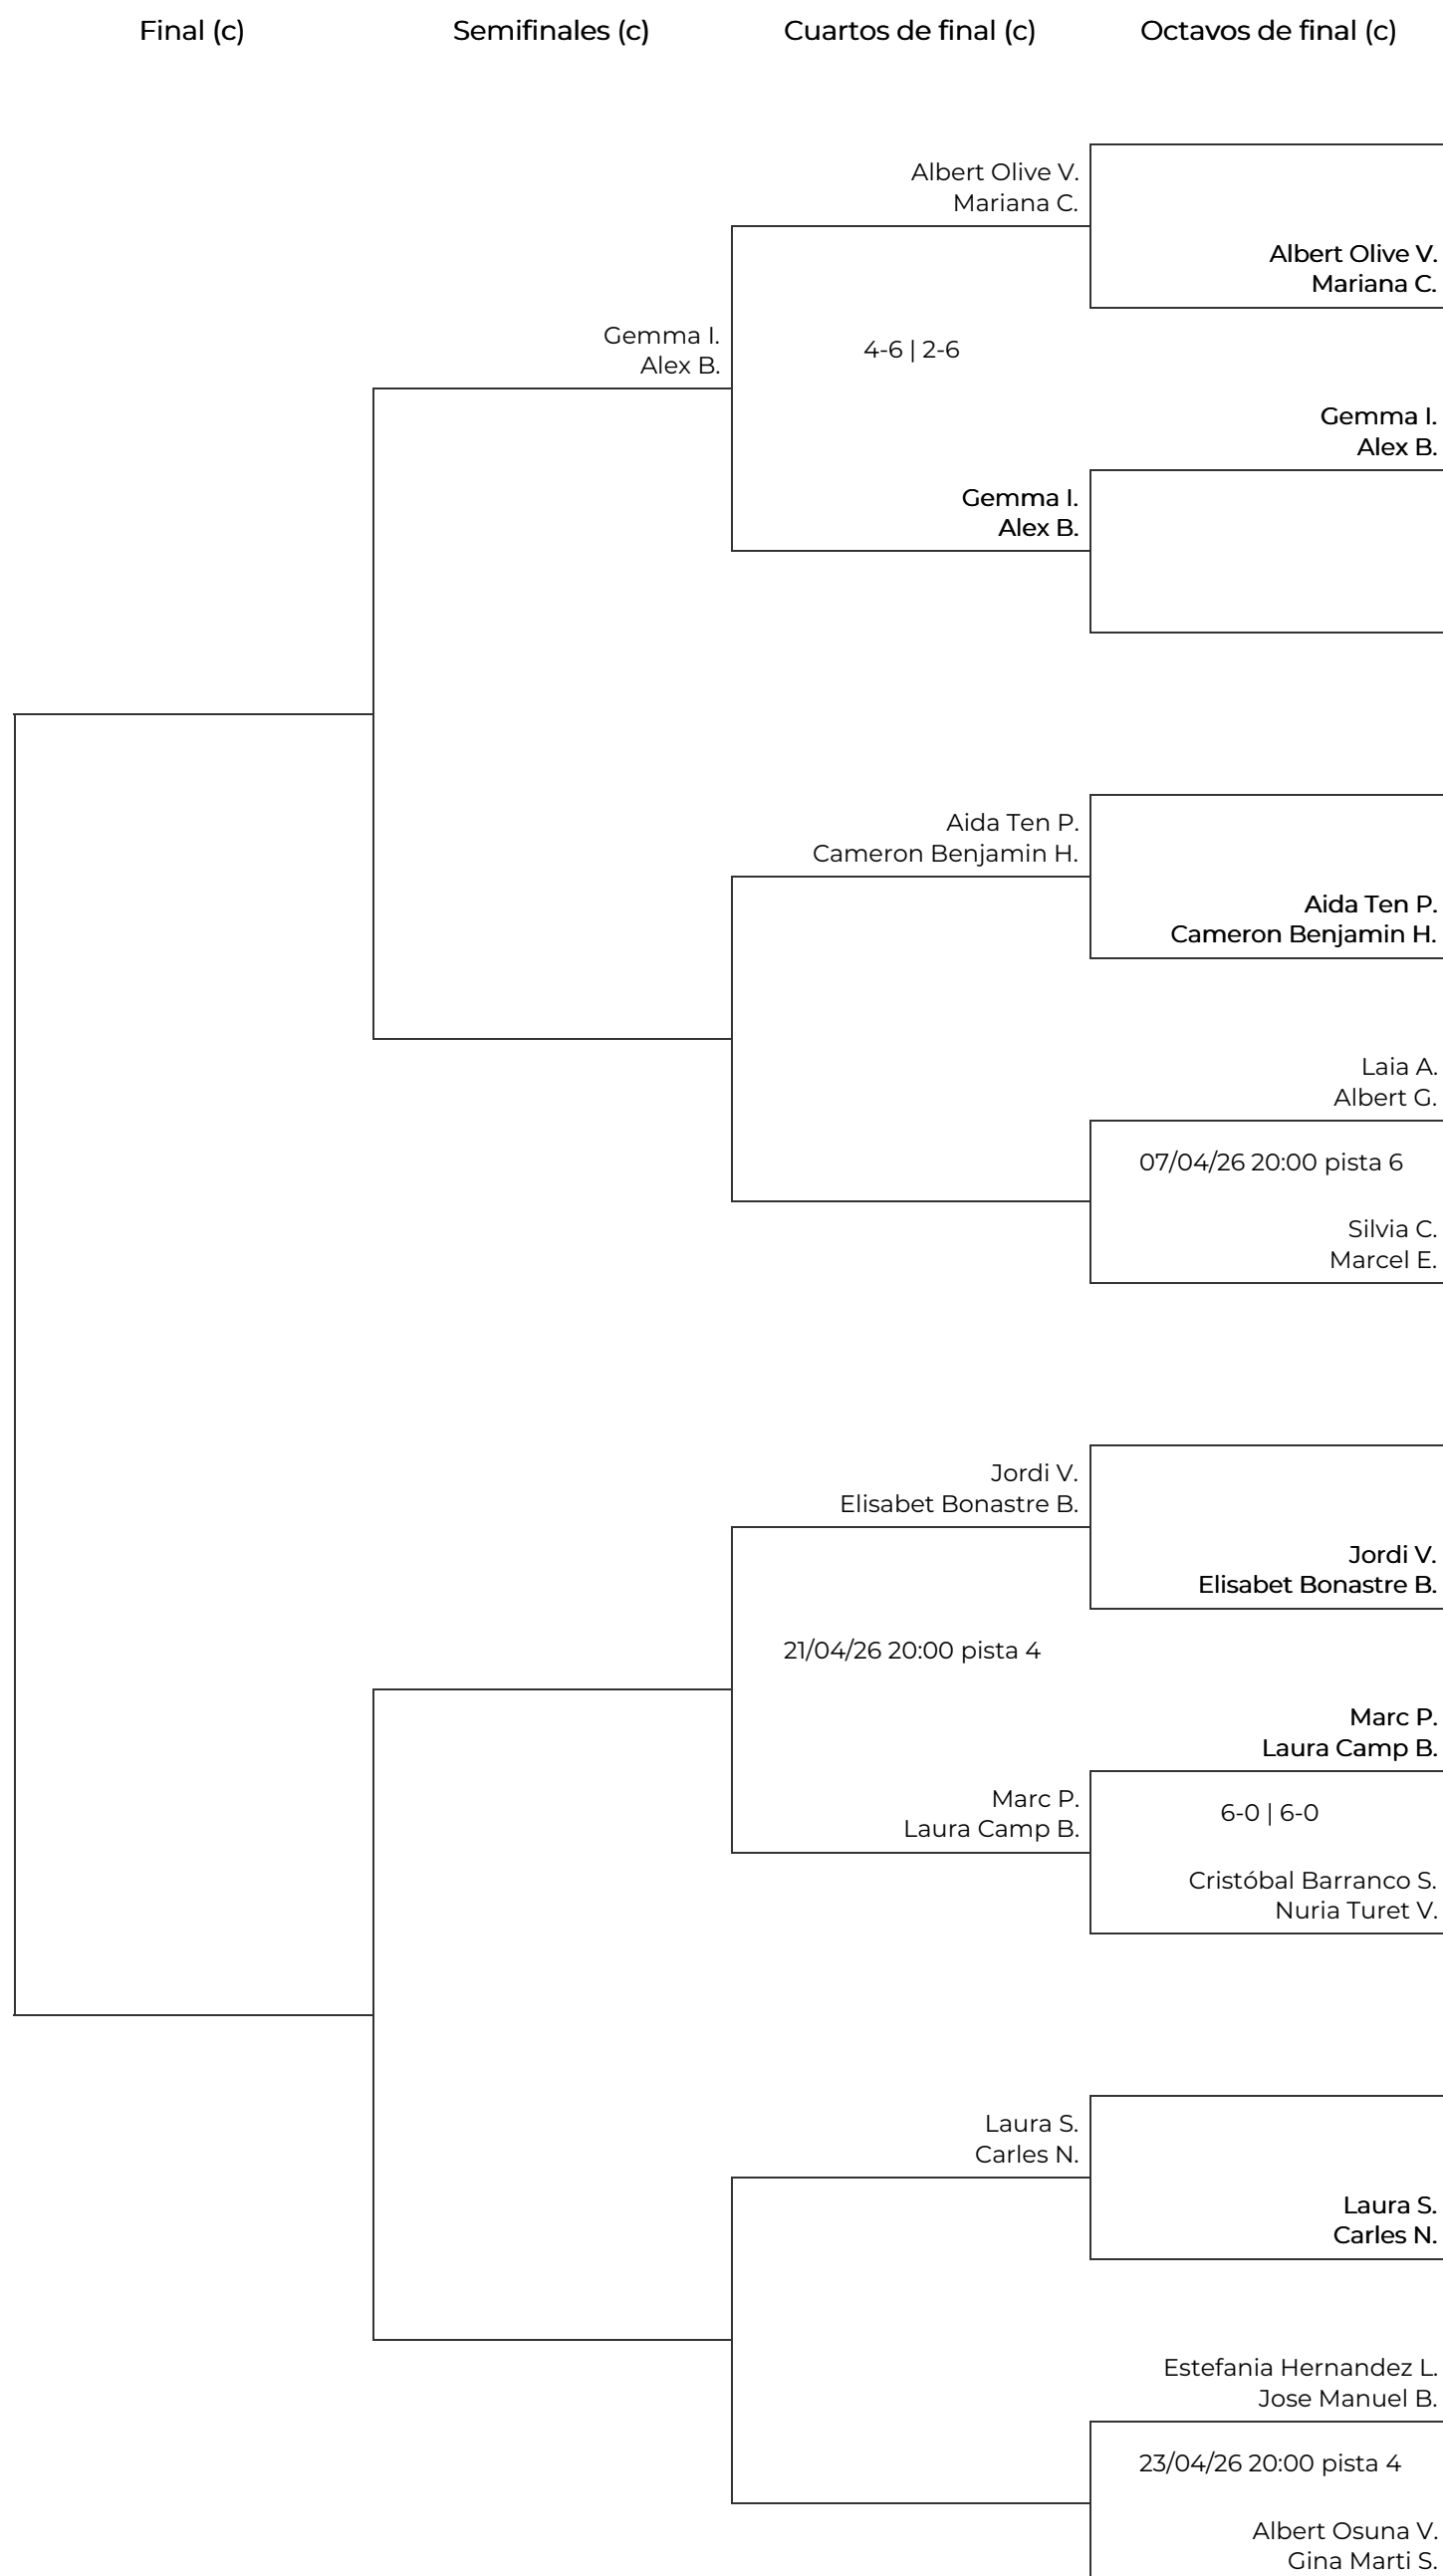 Final (c)
Semifinales (c)
Cuartos de final (c)
Octavos de final (c)
Albert Olive V.
Mariana C.
Albert Olive V.
Mariana C.
Gemma I.
Alex B.
4-6 | 2-6
Gemma I.
Alex B.
Gemma I.
Alex B.
Aida Ten P.
Cameron Benjamin H.
Aida Ten P.
Cameron Benjamin H.
Laia A.
Albert G.
07/04/26 20:00 pista 6
Silvia C.
Marcel E.
Jordi V.
Elisabet Bonastre B.
Jordi V.
Elisabet Bonastre B.
21/04/26 20:00 pista 4
Marc P.
Laura Camp B.
Marc P.
Laura Camp B.
6-0 | 6-0
Cristóbal Barranco S.
Nuria Turet V.
Laura S.
Carles N.
Laura S.
Carles N.
Estefania Hernandez L.
Jose Manuel B.
23/04/26 20:00 pista 4
Albert Osuna V.
Gina Marti S.